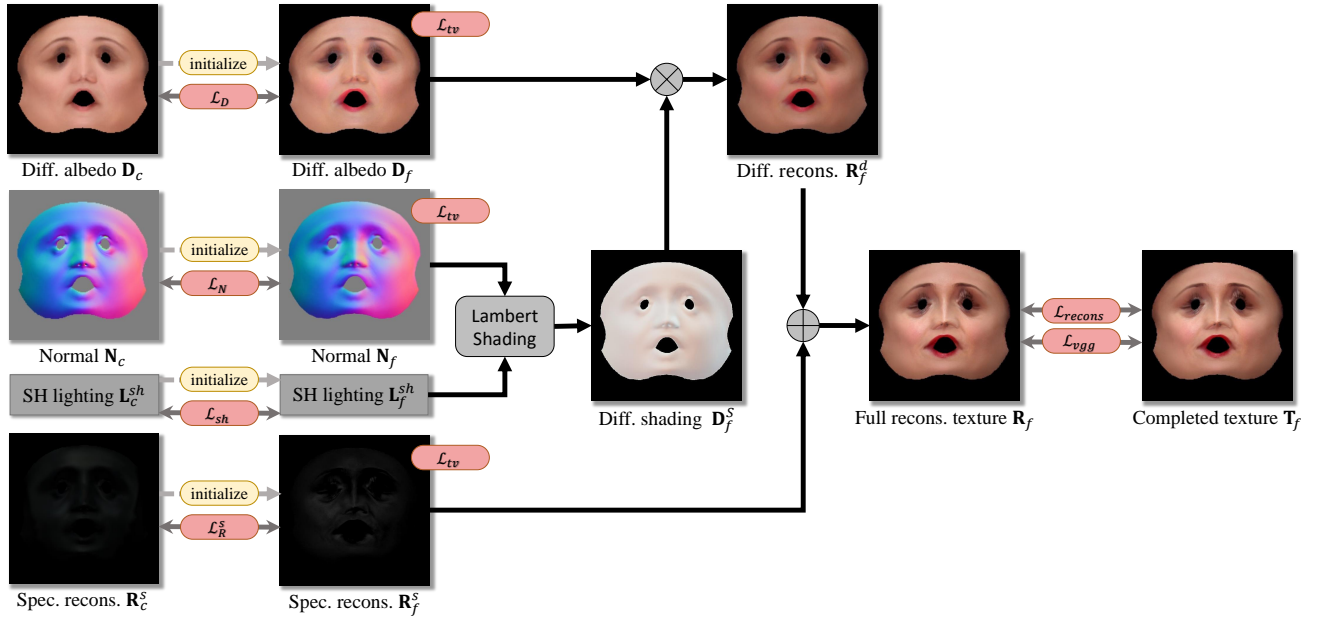 ℒ_tv
initialize
ℒ_D
Diff. albedo D_c
Diff. albedo D_f
Diff. recons. R_f^d
ℒ_tv
initialize
ℒ_N
Lambert
Shading
ℒ_recons
ℒ_vgg
Normal N_c
Normal N_f
SH lighting L_c^sh
initialize
ℒ_sh
SH lighting L_f^sh
Diff. shading D_f^S
Full recons. texture R_f
Completed texture T_f
ℒ_tv
initialize
ℒ_R^s
Spec. recons. R_c^s
Spec. recons. R_f^s